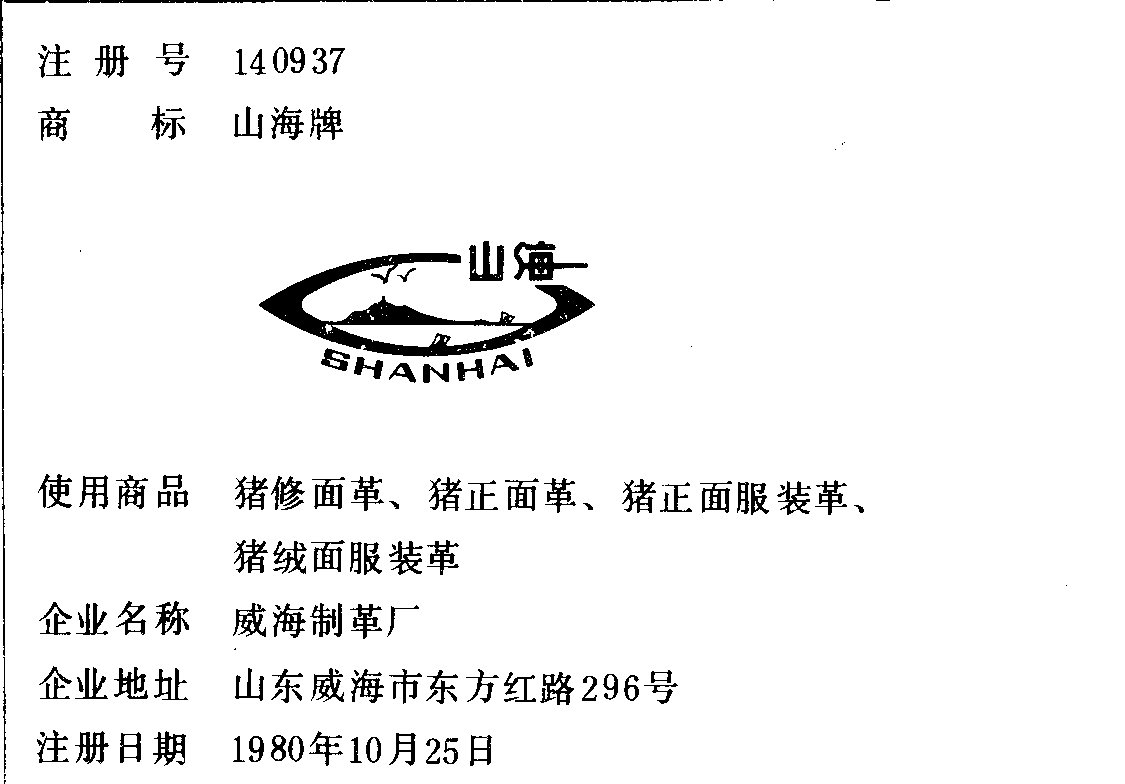 注册号 140937
商标 山海牌
山海
SHANHAI
使用商品 猪修面革、猪正面革、猪正面服装革、
猪绒面服装革
企业名称 威海制革厂
企业地址 山东威海市东方红路296号
注册日期 1980年10月25日